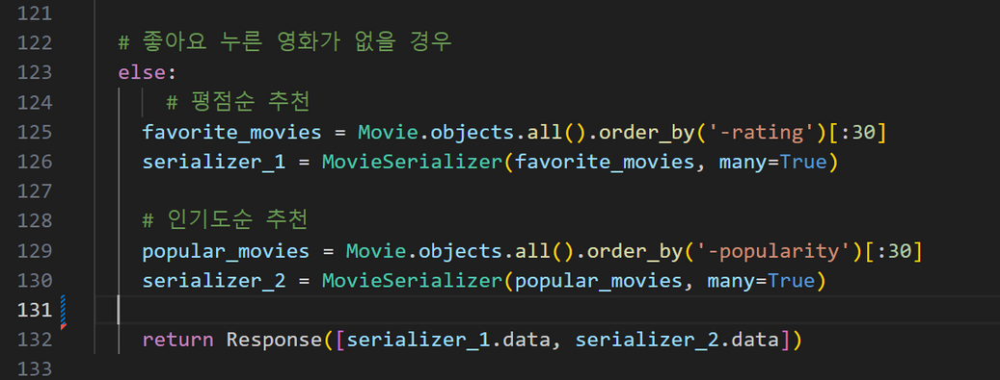 121
122 # 좋아요 누른 영화가 없을 경우
123 else:
124 # 평점순 추천
125 favorite_movies = Movie.objects.all().order_by('-rating')[:30]
126 serializer_1 = MovieSerializer(favorite_movies, many=True)
127
128 # 인기도순 추천
129 popular_movies = Movie.objects.all().order_by('-popularity')[:30]
130 serializer_2 = MovieSerializer(popular_movies, many=True)
131
132 return Response([serializer_1.data, serializer_2.data])
133